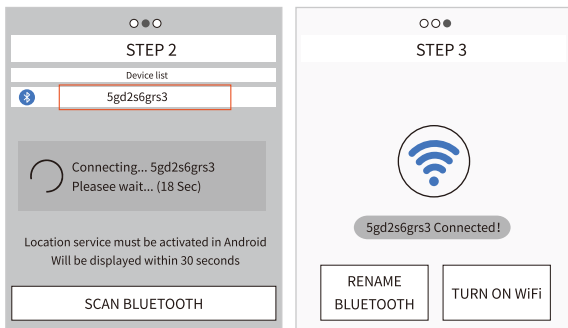 STEP 2
Device list
5gd2s6grs3
Connecting... 5gd2s6grs3
Pleasee wait... (18 Sec)
Location service must be activated in Android
Will be displayed within 30 seconds
SCAN BLUETOOTH
STEP 3
5gd2s6grs3 Connected!
RENAME
BLUETOOTH
TURN ON WiFi